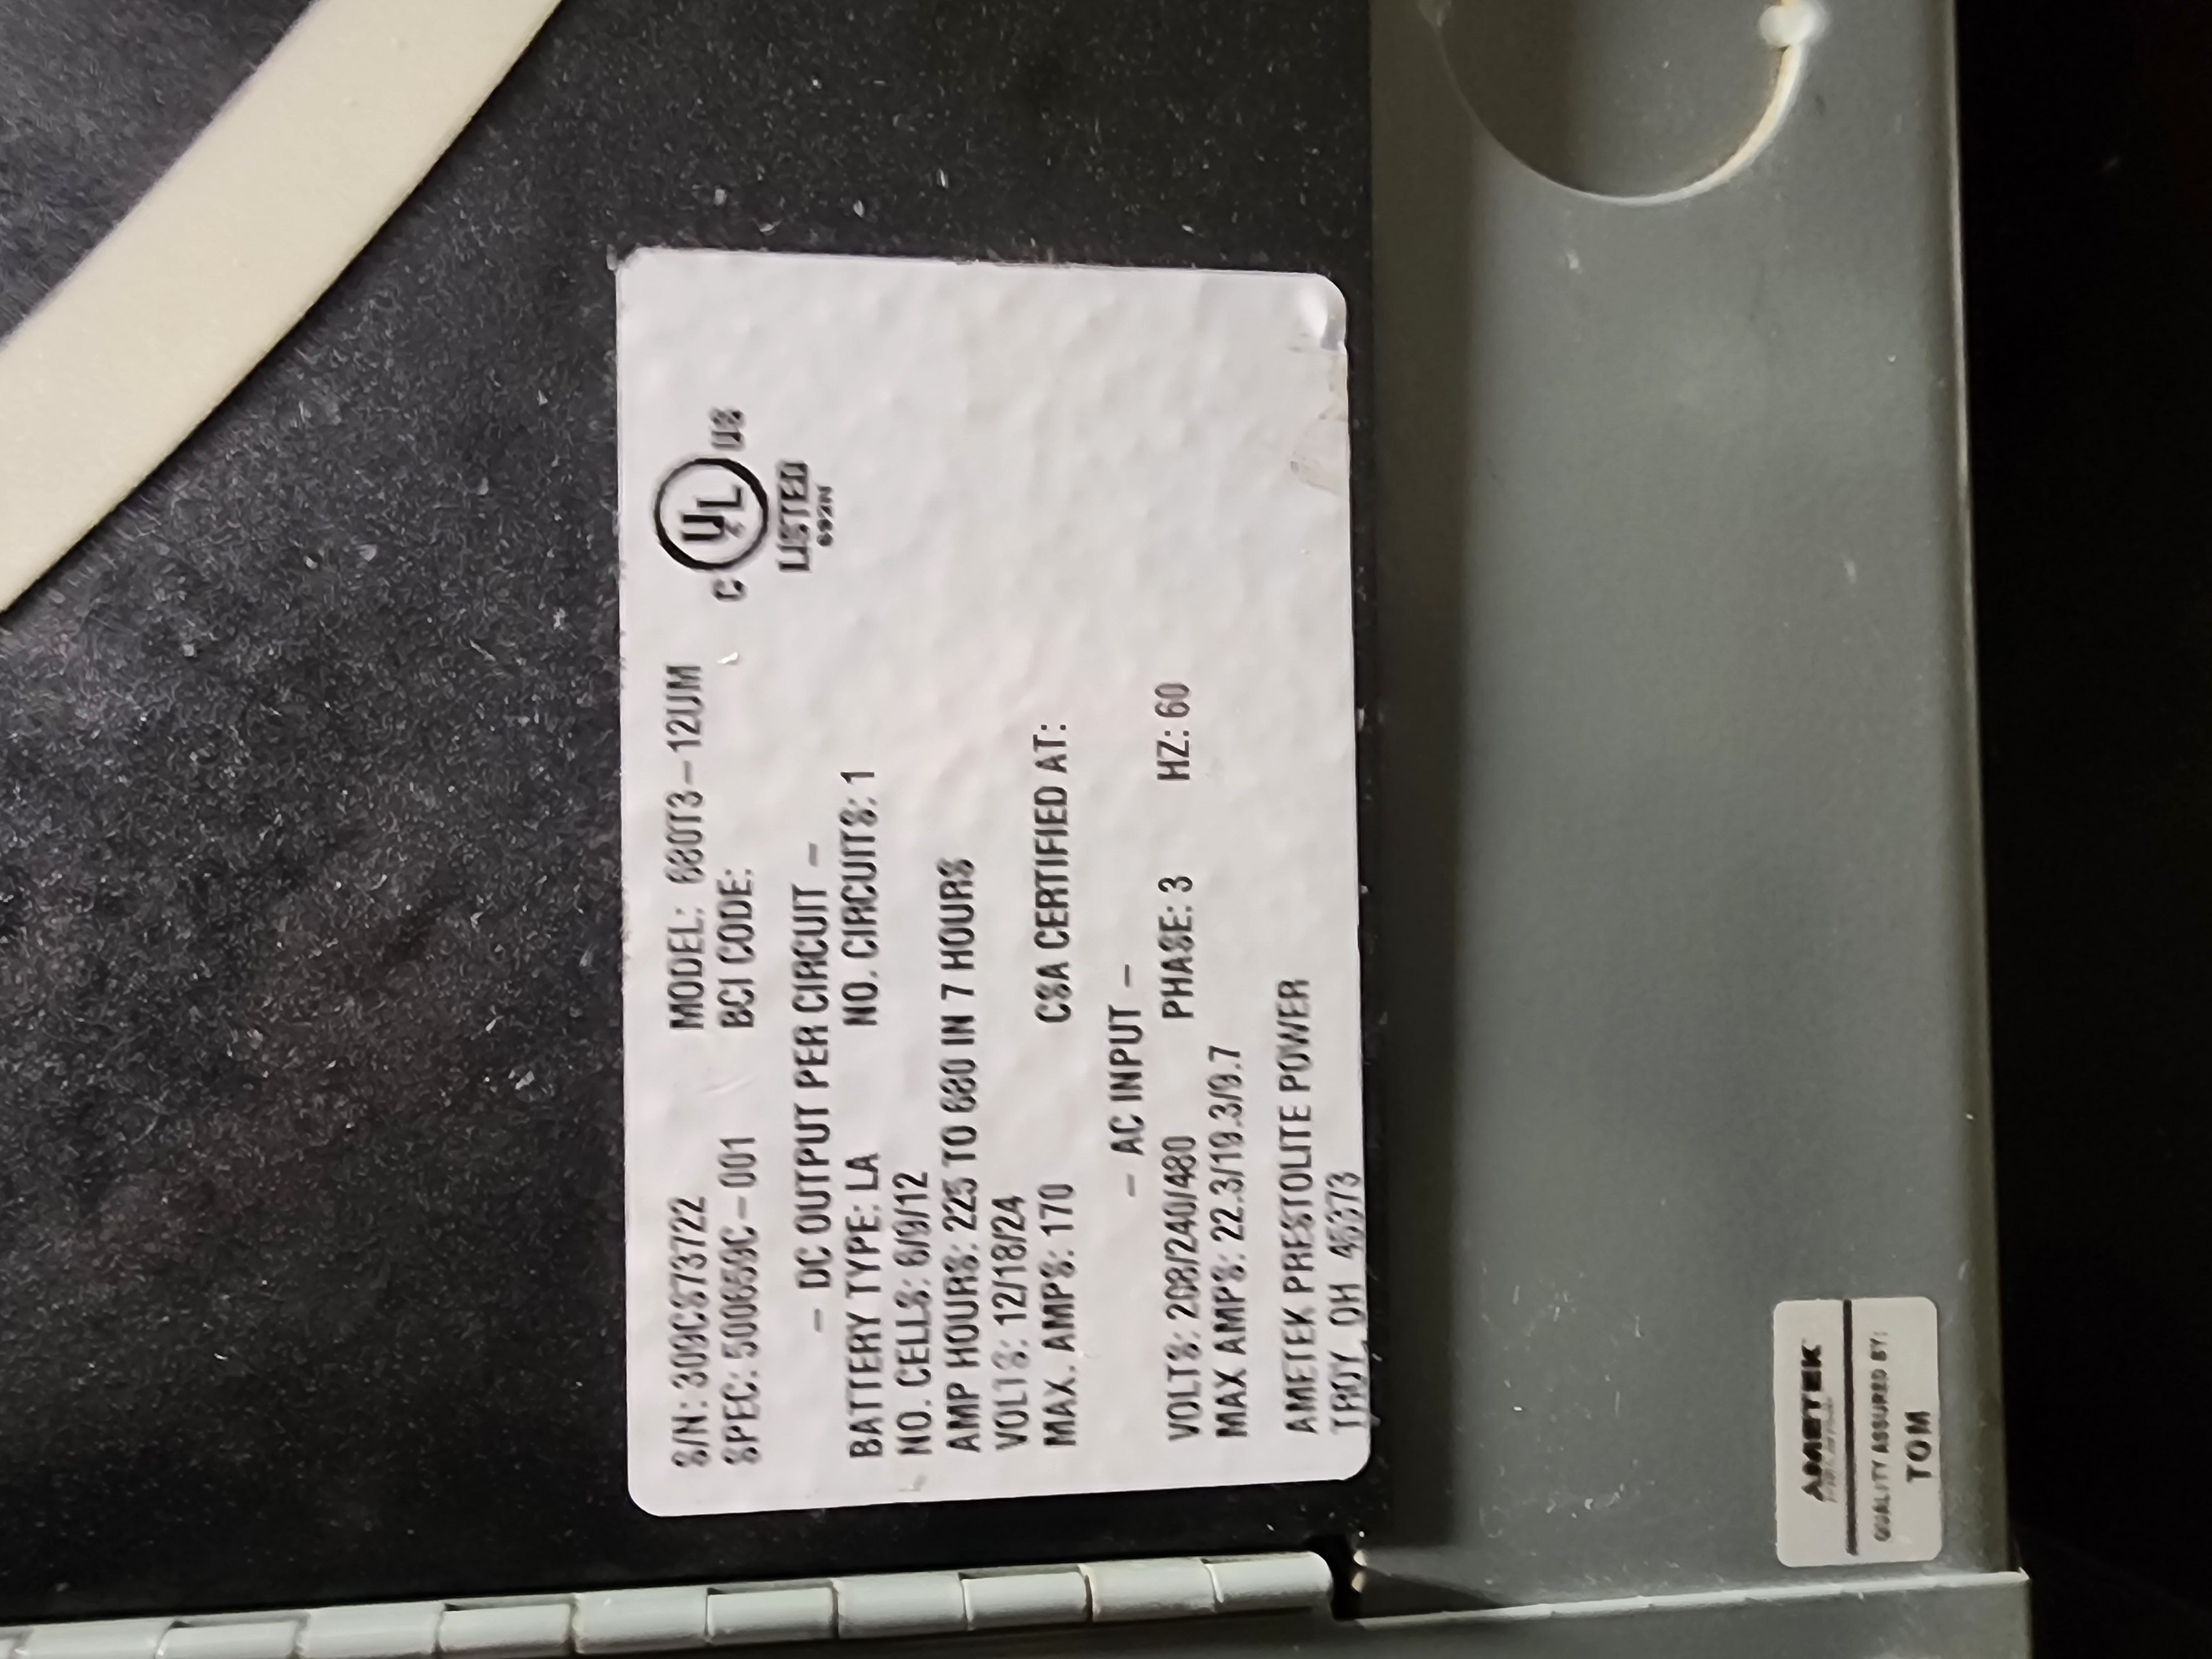 S/N: 309CS73722 MODEL: 680T3-12UM
SPEC: 500659C-001 BCI CODE:
C UL US
LISTED
692N
- DC OUTPUT PER CIRCUIT -
BATTERY TYPE: LA NO. CIRCUITS: 1
NO. CELLS: 6/9/12
AMP HOURS: 225 TO 680 IN 7 HOURS
VOLTS: 12/18/24
MAX. AMPS: 170 CSA CERTIFIED AT:
- AC INPUT -
VOLTS: 208/240/480 PHASE: 3 HZ: 60
MAX AMPS: 22.3/19.3/9.7
AMETEK PRESTOLITE POWER
TROY, OH 45373
AMETEK
QUALITY ASSURED BY:
TOM